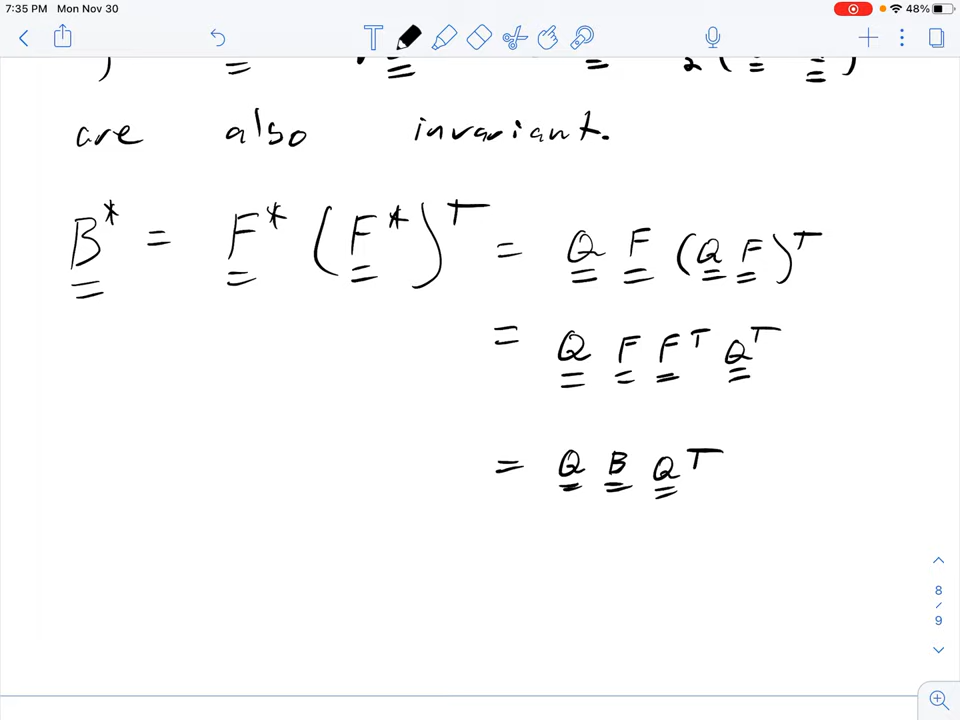 7:35 PM Mon Nov 30 48%
are also invariant.
B* = F* (F*)ᵀ = Q F (Q F)ᵀ
= Q F Fᵀ Qᵀ
= Q B Qᵀ
8
/
9